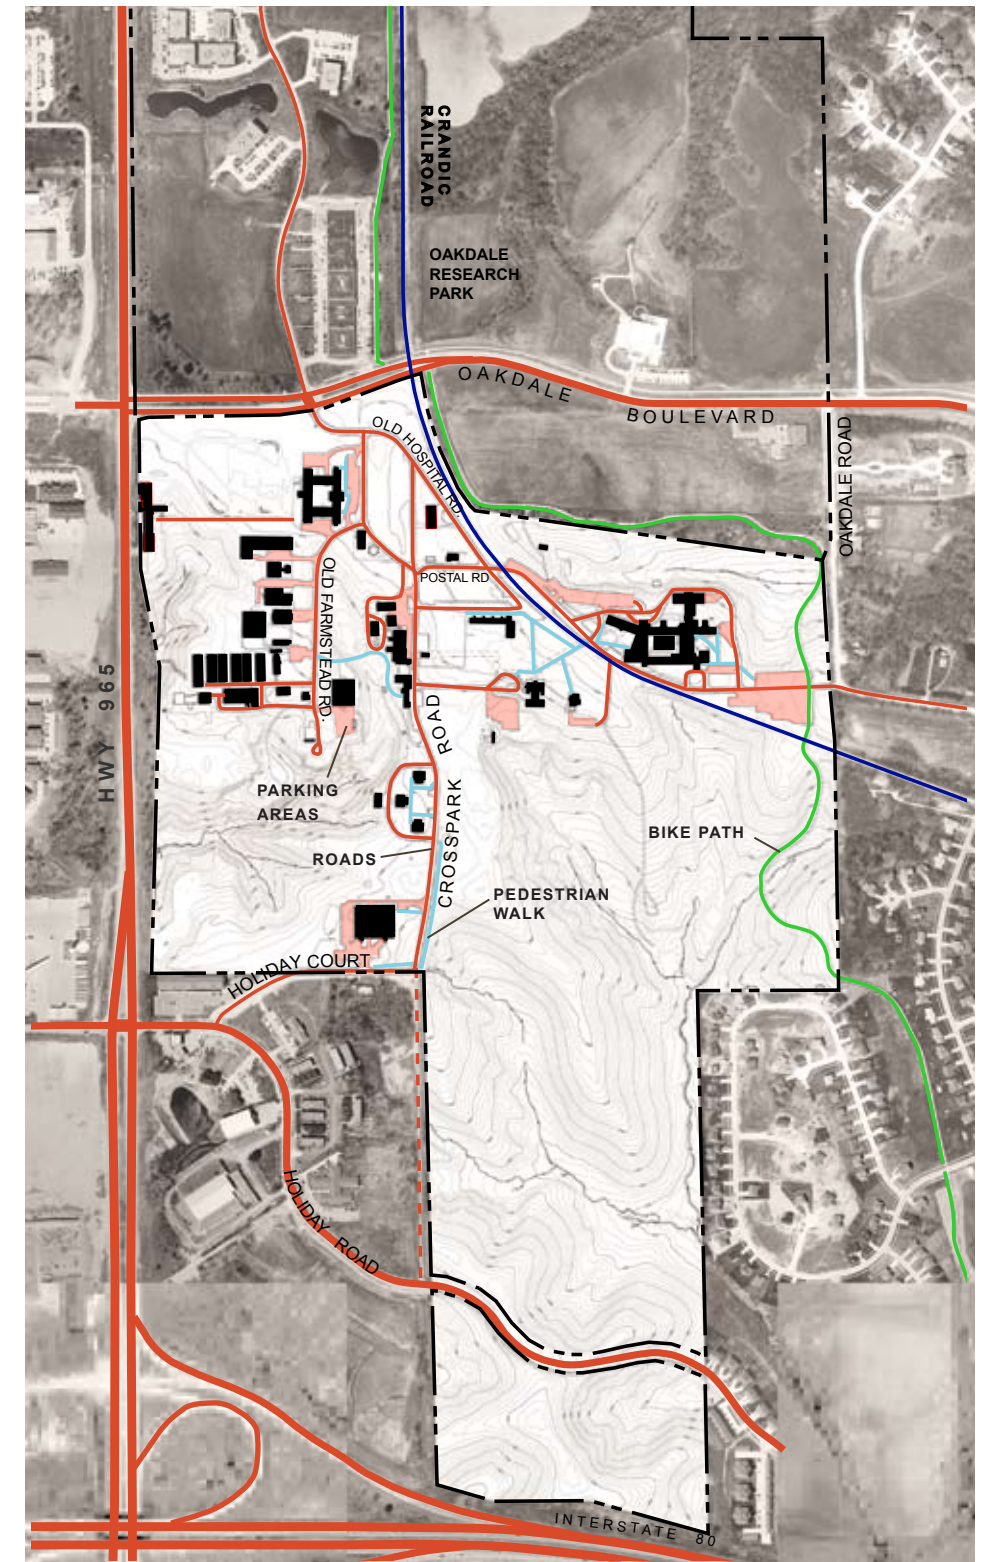 CRANDIC
RAILROAD
OAKDALE
RESEARCH
PARK
OAKDALE BOULEVARD
OLD HOSPITAL RD.
OAKDALE ROAD
OLD FARMSTEAD RD.
POSTAL RD
HWY 965
CROSSPARK ROAD
PARKING
AREAS
ROADS
BIKE PATH
PEDESTRIAN
WALK
HOLIDAY COURT
HOLIDAY ROAD
INTERSTATE 80